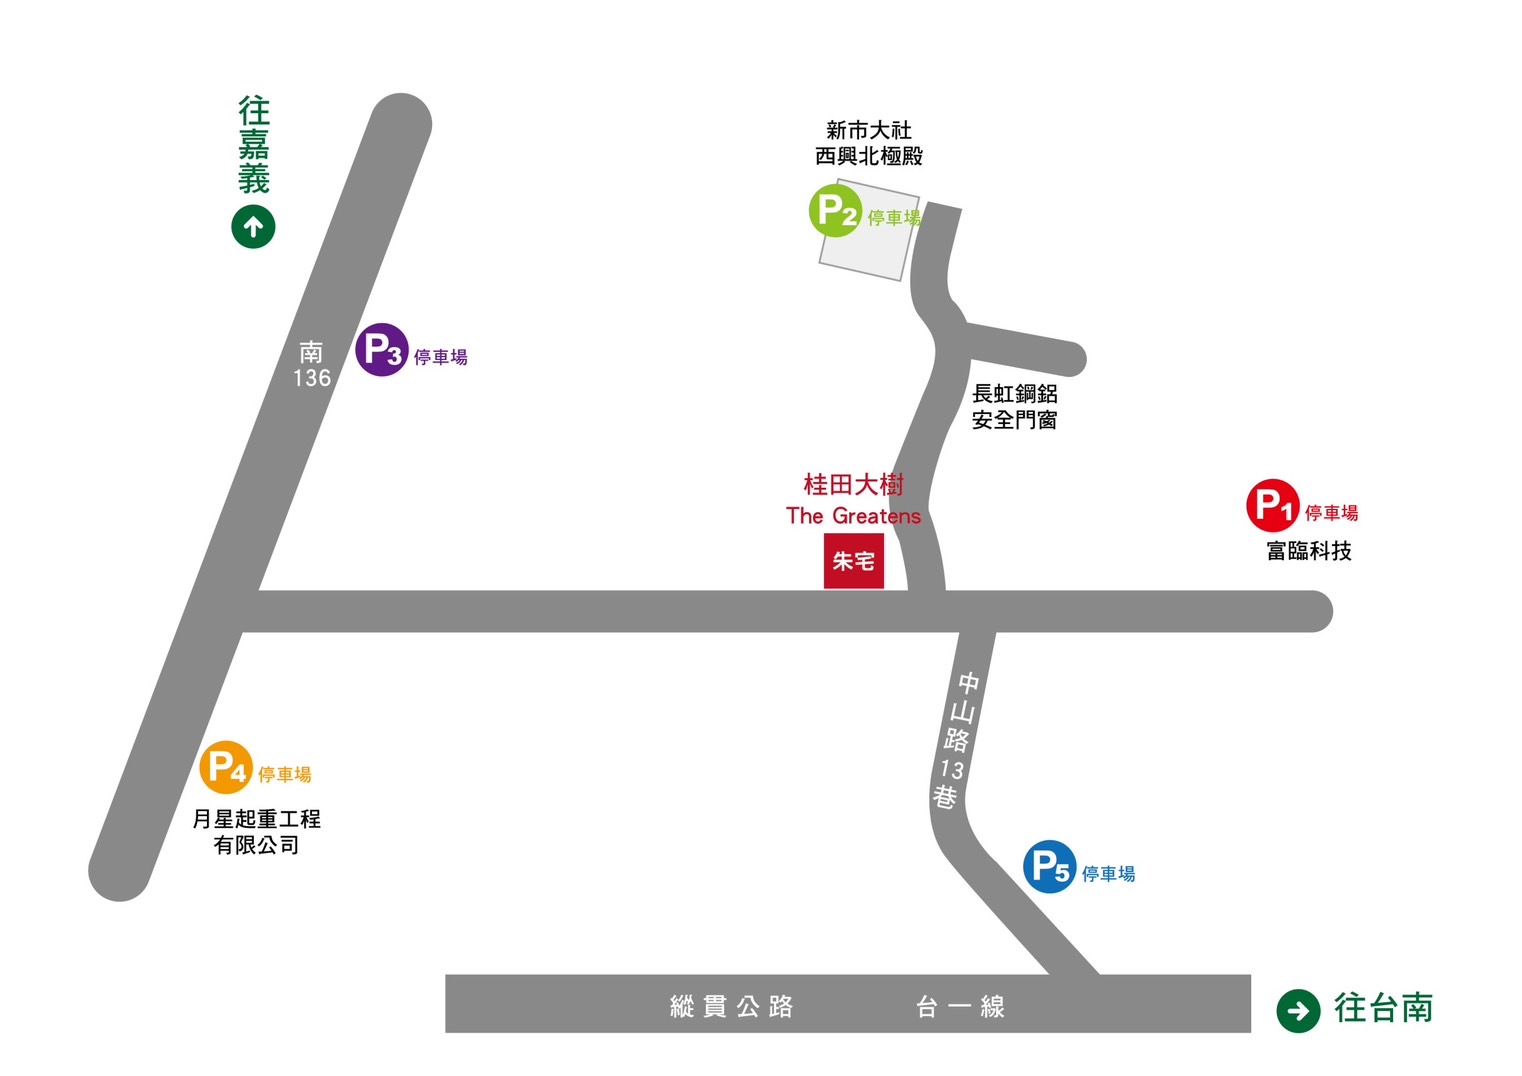 往嘉義
新市大社
西興北極殿
P2 停車場
南
136
P3 停車場
長虹鋼鋁
安全門窗
桂田大樹
The Greatens
朱宅
P1 停車場
富臨科技
中山路13巷
P4 停車場
月星起重工程
有限公司
P5 停車場
縱貫公路 台一線
往台南